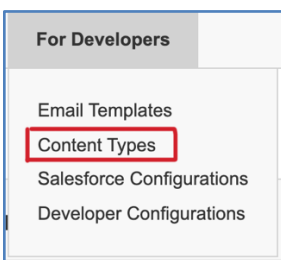 For Developers
Email Templates
Content Types
Salesforce Configurations
Developer Configurations